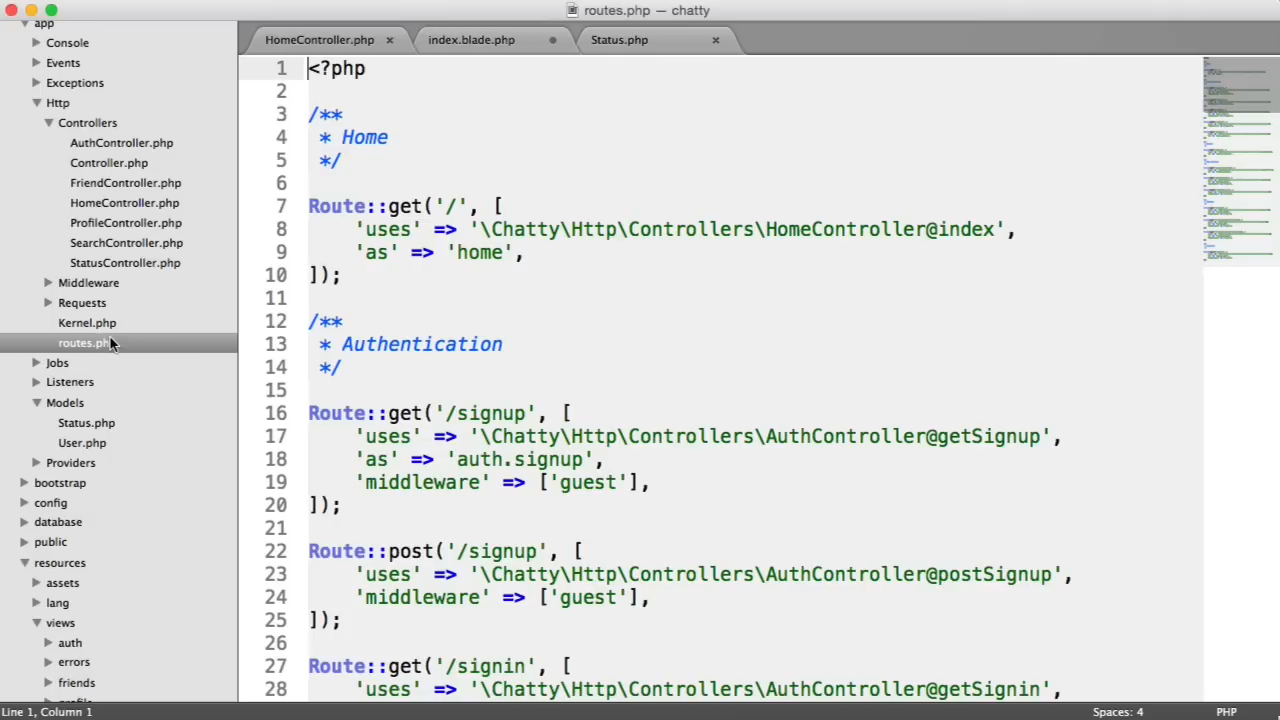 routes.php — chatty
app
Console
Events
Exceptions
Http
Controllers
AuthController.php
Controller.php
FriendController.php
HomeController.php
ProfileController.php
SearchController.php
StatusController.php
Middleware
Requests
Kernel.php
routes.ph
Jobs
Listeners
Models
Status.php
User.php
Providers
bootstrap
config
database
public
resources
assets
lang
views
auth
errors
friends
HomeController.php ×
index.blade.php
Status.php ×
1 <?php
2
3 /**
4 * Home
5 */
6
7 Route::get('/', [
8 'uses' => '\Chatty\Http\Controllers\HomeController@index',
9 'as' => 'home',
10 ]);
11
12 /**
13 * Authentication
14 */
15
16 Route::get('/signup', [
17 'uses' => '\Chatty\Http\Controllers\AuthController@getSignup',
18 'as' => 'auth.signup',
19 'middleware' => ['guest'],
20 ]);
21
22 Route::post('/signup', [
23 'uses' => '\Chatty\Http\Controllers\AuthController@postSignup',
24 'middleware' => ['guest'],
25 ]);
26
27 Route::get('/signin', [
28 'uses' => '\Chatty\Http\Controllers\AuthController@getSignin',
Line 1, Column 1
Spaces: 4
PHP